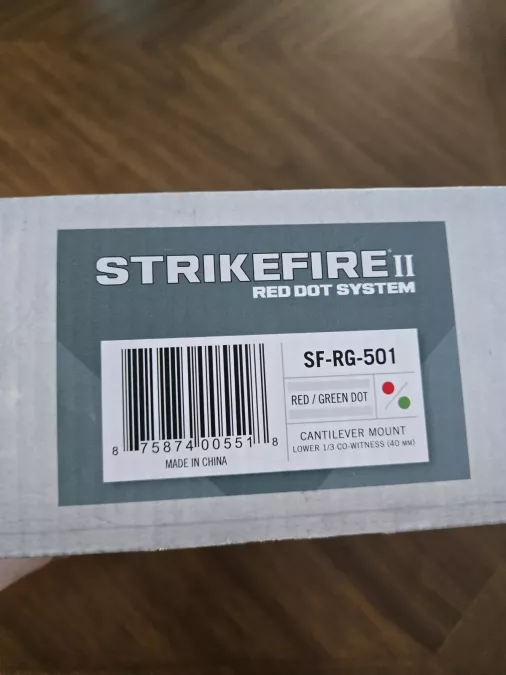 STRIKEFIRE II
RED DOT SYSTEM
SF-RG-501
RED / GREEN DOT
CANTILEVER MOUNT
LOWER 1/3 CO-WITNESS (40 MM)
8 75874 00551 8
MADE IN CHINA